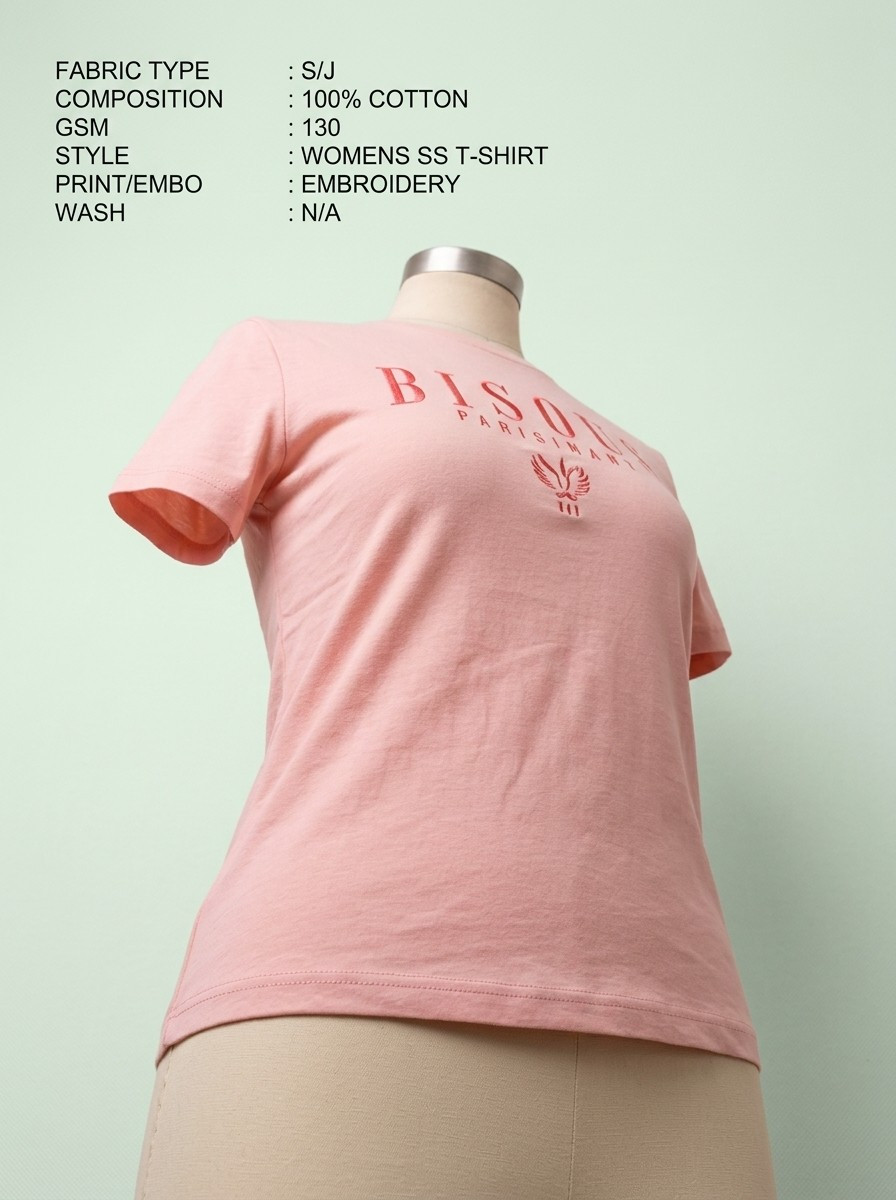 FABRIC TYPE : S/J
COMPOSITION : 100% COTTON
GSM : 130
STYLE : WOMENS SS T-SHIRT
PRINT/EMBO : EMBROIDERY
WASH : N/A